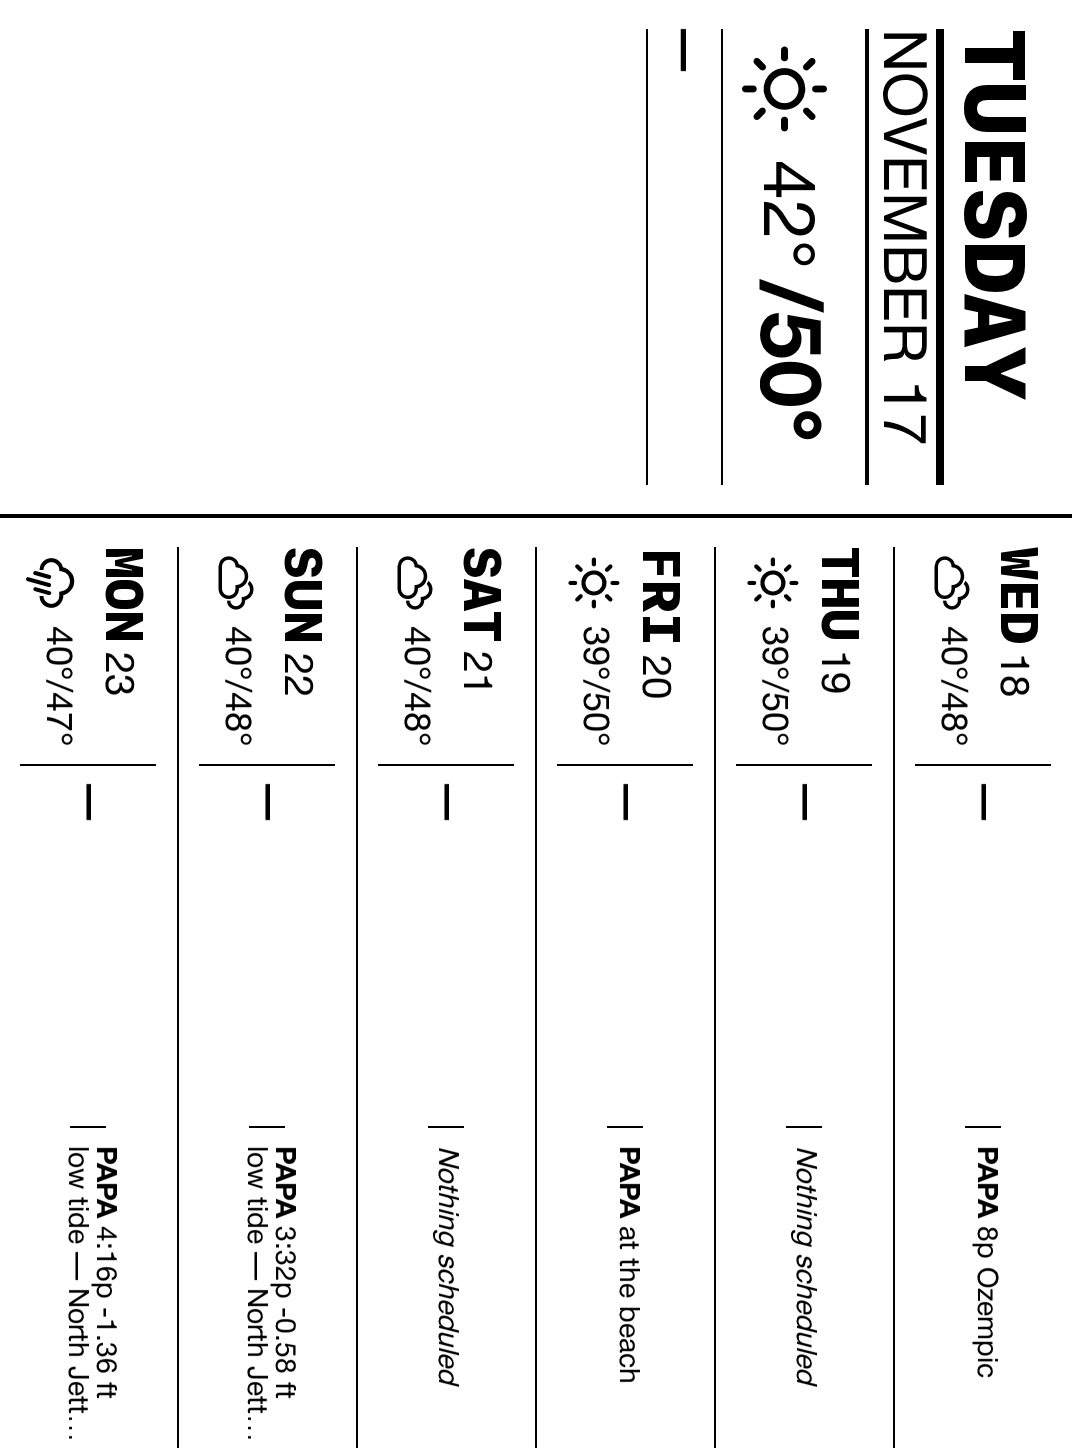 TUESDAY
NOVEMBER 17
42° /50°
—
WED 18
40°/48°
—
PAPA 8p Ozempic
THU 19
39°/50°
—
Nothing scheduled
FRI 20
39°/50°
—
PAPA at the beach
SAT 21
40°/48°
—
Nothing scheduled
SUN 22
40°/48°
—
PAPA 3:32p -0.58 ft
low tide — North Jett…
MON 23
40°/47°
—
PAPA 4:16p -1.36 ft
low tide — North Jett…